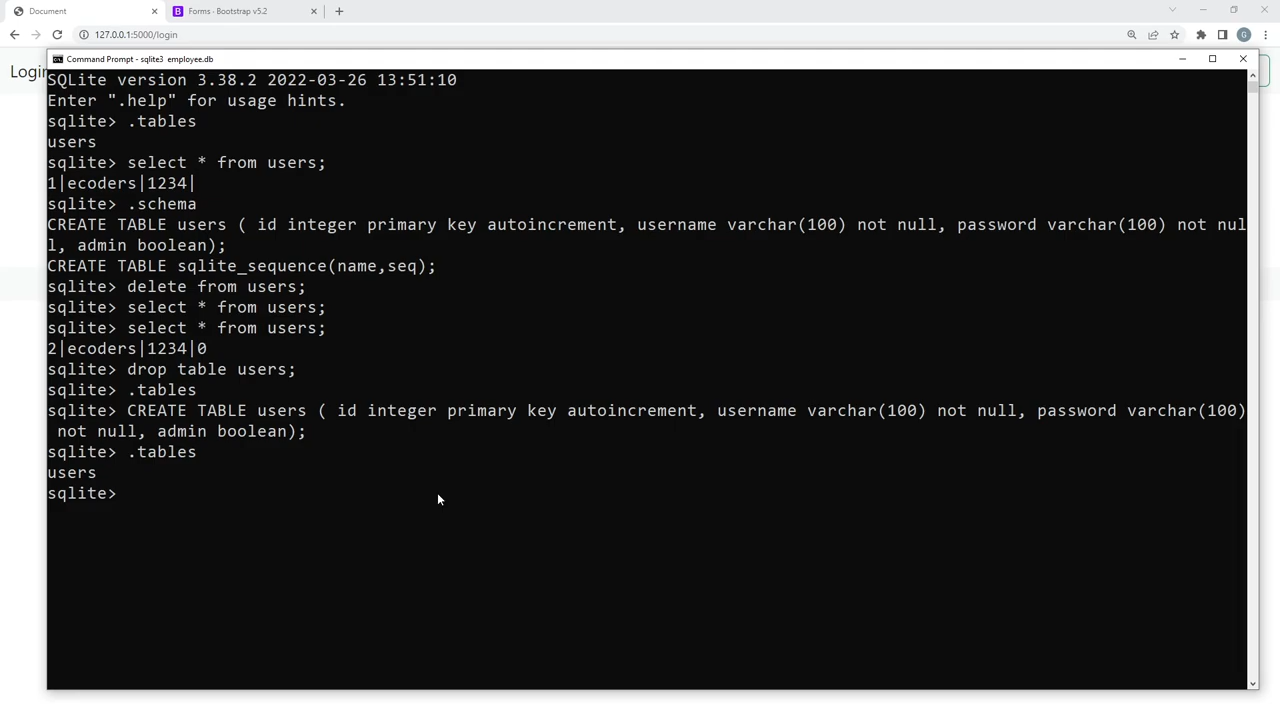 Document
Forms · Bootstrap v5.2
127.0.0.1:5000/login
G
Login
Command Prompt - sqlite3  employee.db
SQLite version 3.38.2 2022-03-26 13:51:10
Enter ".help" for usage hints.
sqlite> .tables
users
sqlite> select * from users;
1|ecoders|1234|
sqlite> .schema
CREATE TABLE users ( id integer primary key autoincrement, username varchar(100) not null, password varchar(100) not nul
l, admin boolean);
CREATE TABLE sqlite_sequence(name,seq);
sqlite> delete from users;
sqlite> select * from users;
sqlite> select * from users;
2|ecoders|1234|0
sqlite> drop table users;
sqlite> .tables
sqlite> CREATE TABLE users ( id integer primary key autoincrement, username varchar(100) not null, password varchar(100)
 not null, admin boolean);
sqlite> .tables
users
sqlite>